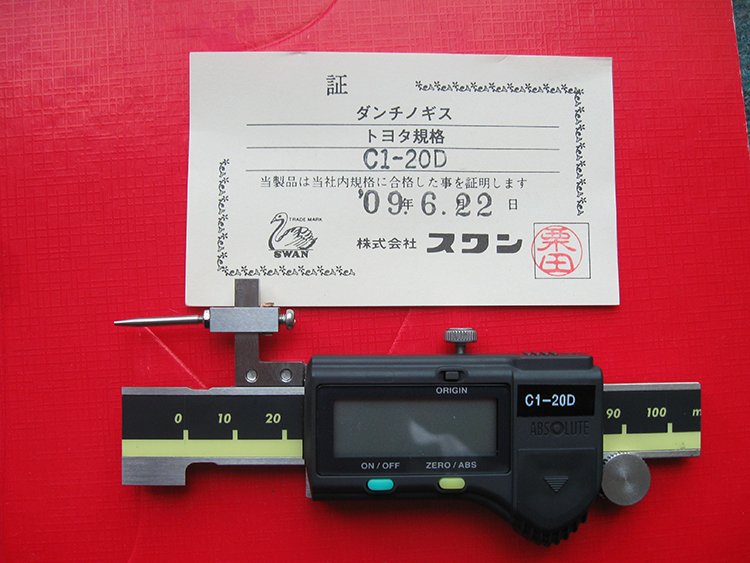 証
ダンチノギス
トヨタ規格
C1-20D
当製品は当社内規格に合格した事を証明します
'09年 6.月22日
TRADE MARK
SWAN
株式会社 スワン
栗田
ORIGIN
C1-20D
ABSOLUTE
0 10 20
90 100 m
ON / OFF
ZERO / ABS